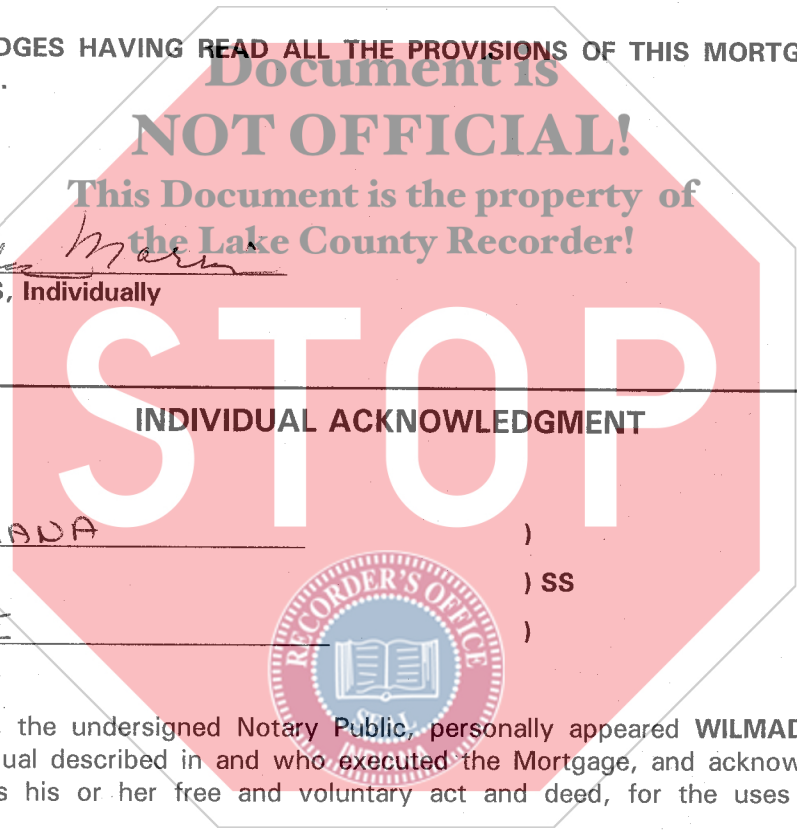 DGES HAVING READ ALL THE PROVISIONS OF THIS MORTG
.
Document is
NOT OFFICIAL!
This Document is the property of
the Lake County Recorder!
S, Individually
STOP
INDIVIDUAL ACKNOWLEDGMENT
ANA )
) SS
)
RECORDER'S OFFICE
SEAL
INDIANA
the undersigned Notary Public, personally appeared WILMAD
ual described in and who executed the Mortgage, and acknow
s his or her free and voluntary act and deed, for the uses